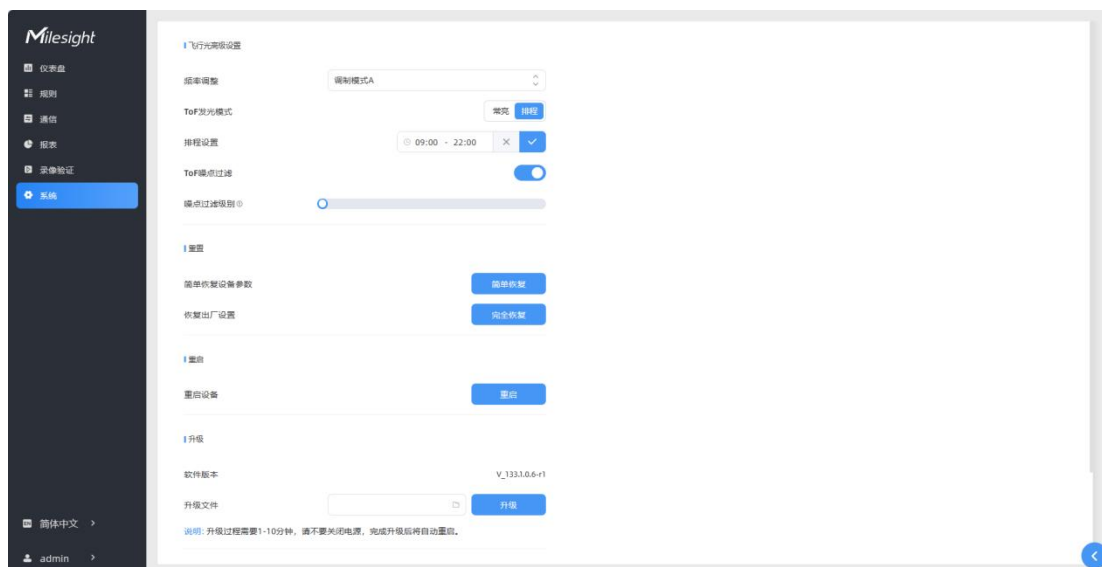 Milesight
仪表盘
规则
通信
报表
录像验证
系统
简体中文
admin
飞行光高级设置
频率调整 调制模式A
ToF发光模式 常亮 排程
排程设置 09:00 - 22:00
ToF噪点过滤
噪点过滤级别
重置
简单恢复设备参数 简单恢复
恢复出厂设置 完全恢复
重启
重启设备 重启
升级
软件版本 V_133.1.0.6-r1
升级文件 升级
说明: 升级过程需要1-10分钟，请不要关闭电源，完成升级后将自动重启。